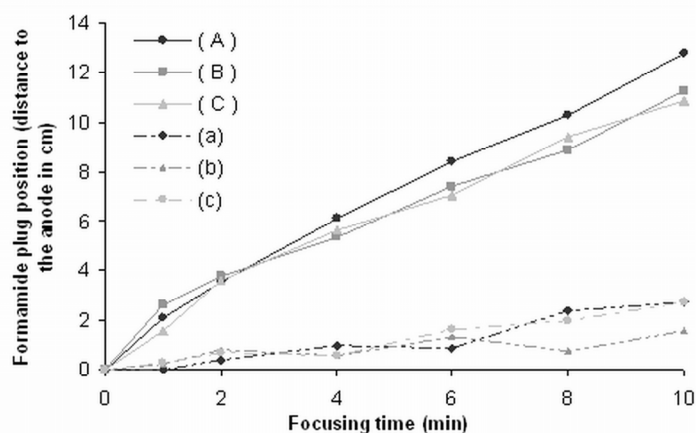 Formamide plug position (distance to
the anode in cm)
14
12
10
8
6
4
2
0
( A )
( B )
( C )
(a)
(b)
(c)
0 2 4 6 8 10
Focusing time (min)